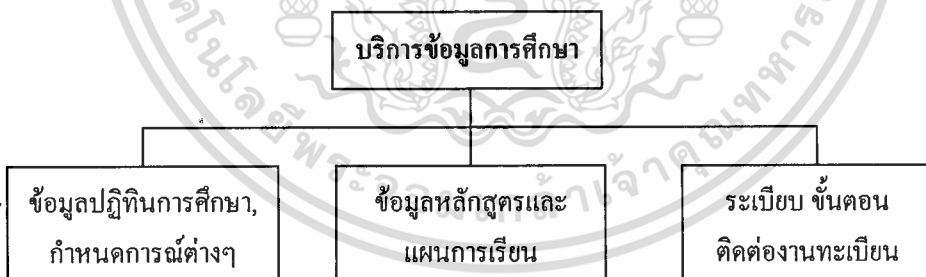 บริการข้อมูลการศึกษา
ข้อมูลปฏิทินการศึกษา,
กำหนดการณ์ต่างๆ
ข้อมูลหลักสูตรและ
แผนการเรียน
ระเบียบ ขั้นตอน
ติดต่องานทะเบียน